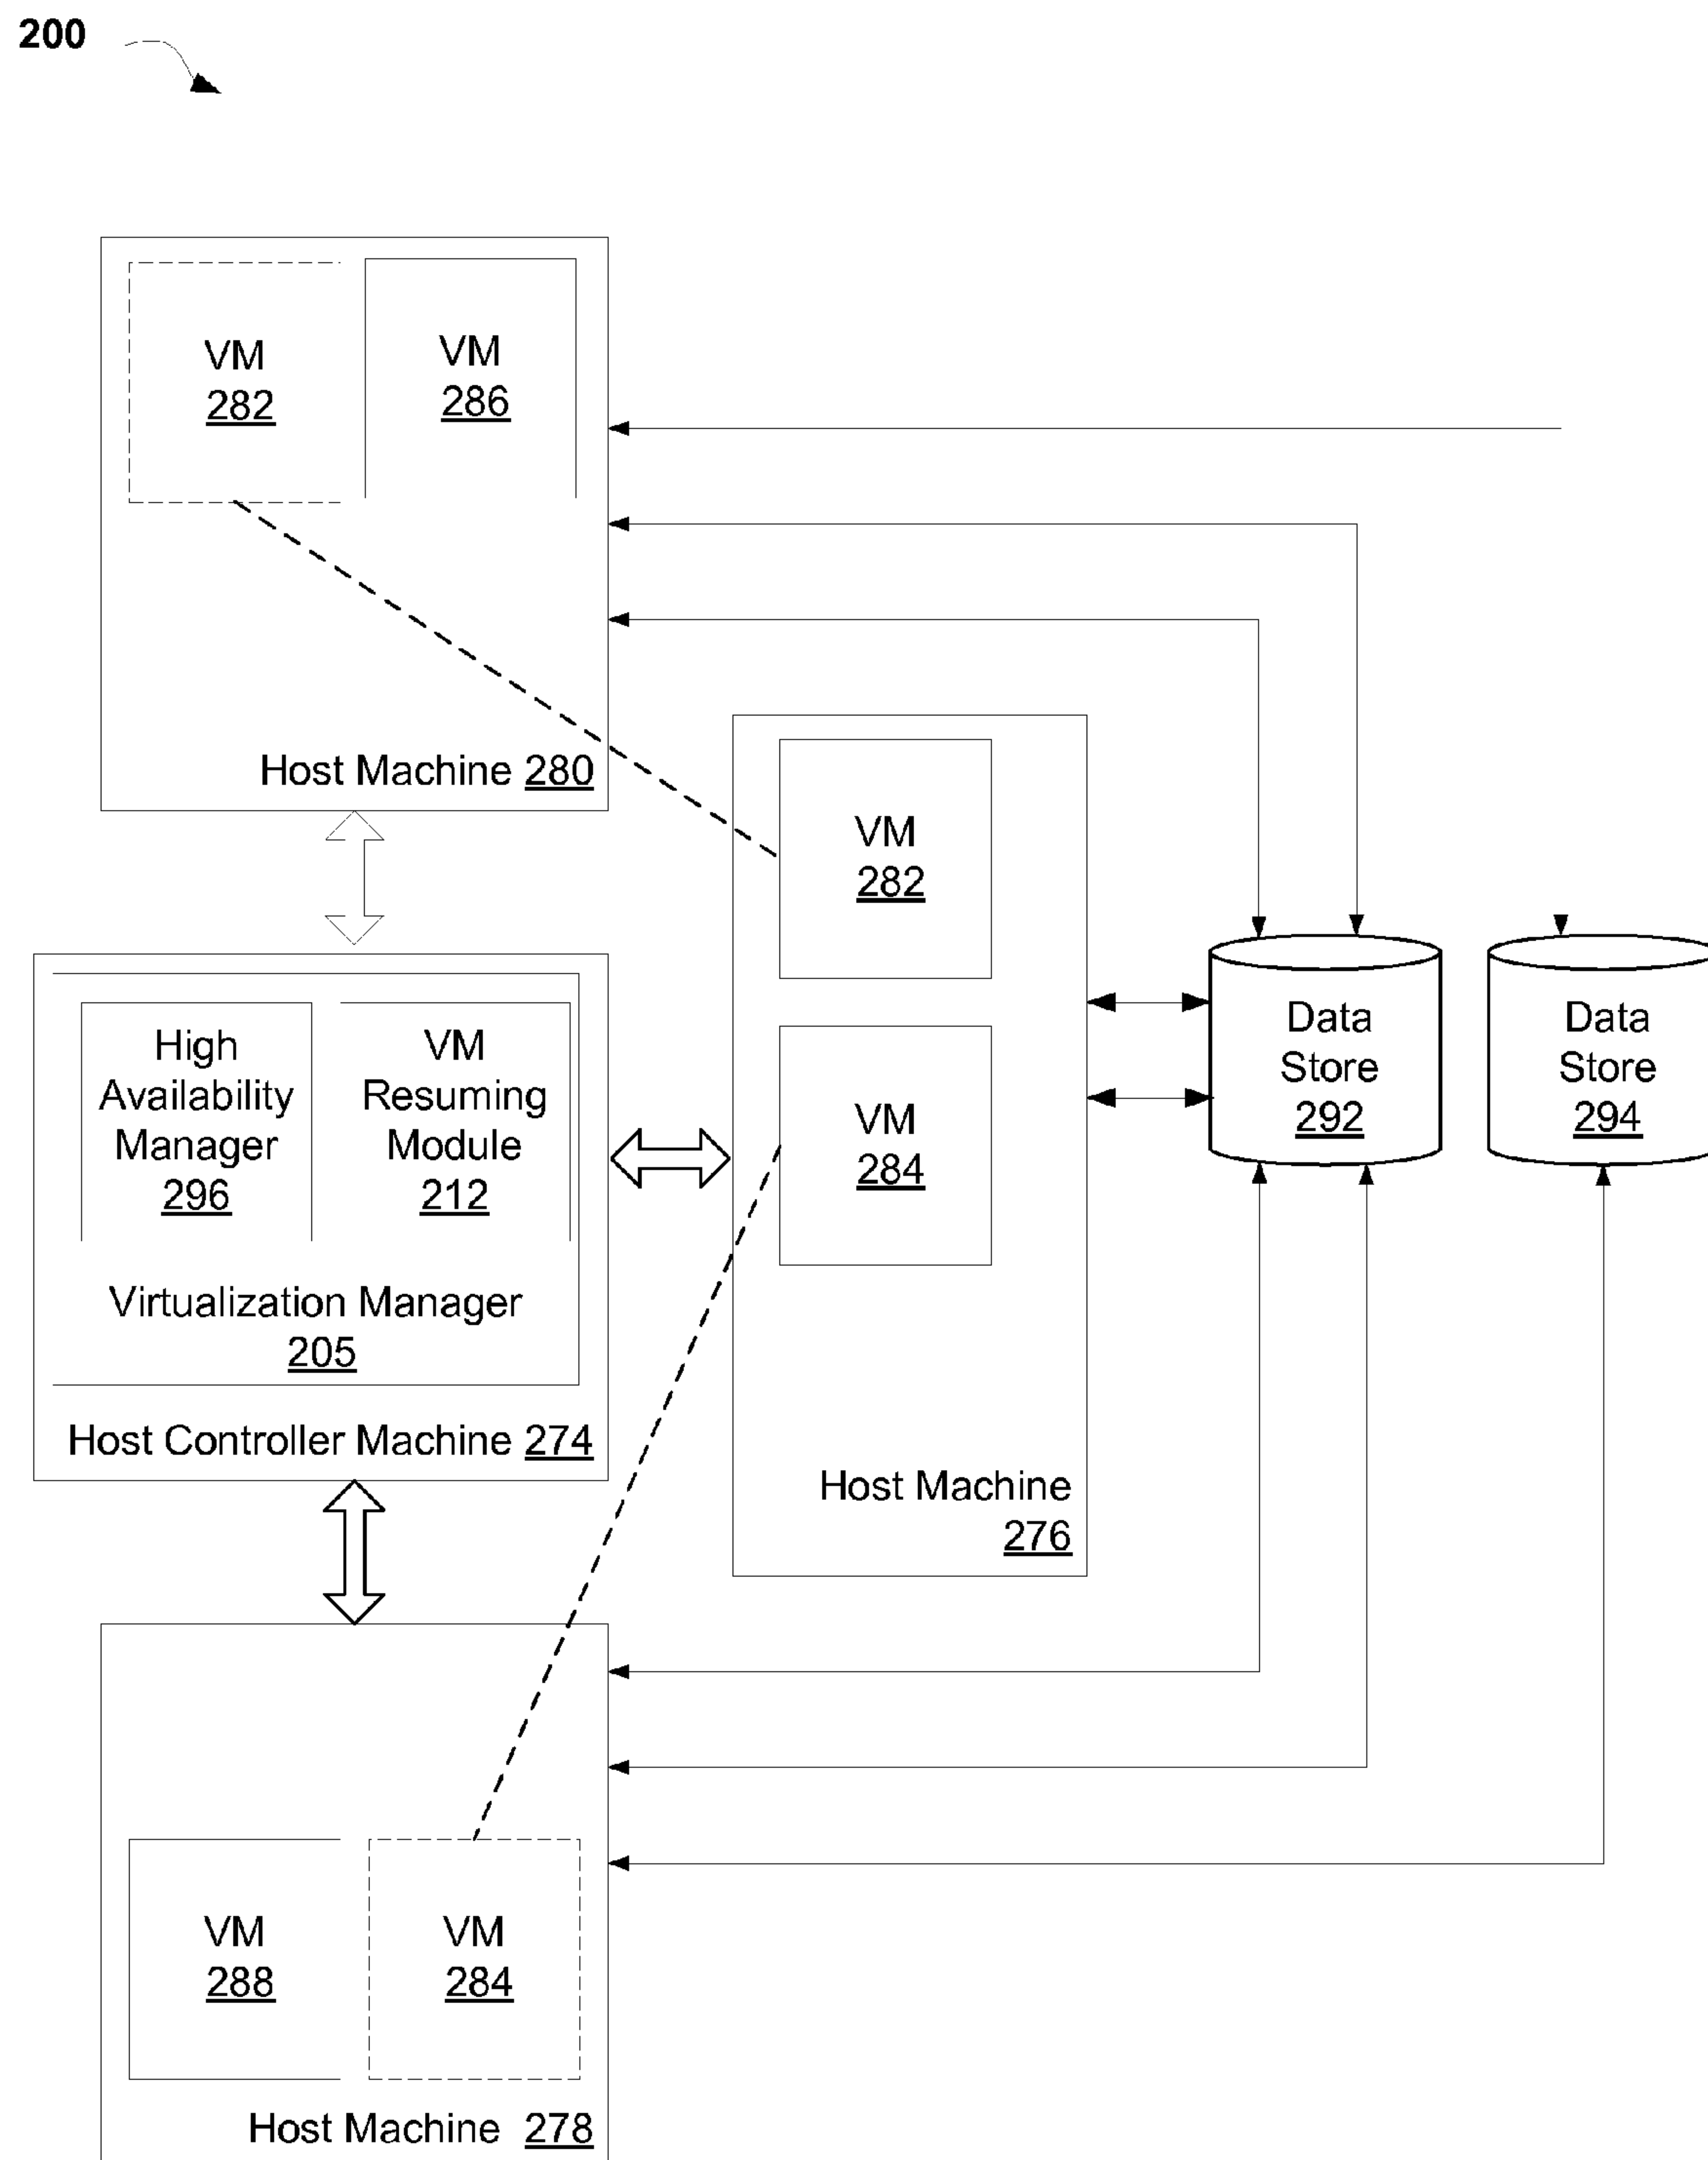 200
VM
282
VM
286
Host Machine 280
VM
282
VM
284
Host Machine
276
High
Availability
Manager
296
VM
Resuming
Module
212
Virtualization Manager
205
Host Controller Machine 274
Data
Store
292
Data
Store
294
VM
288
VM
284
Host Machine 278